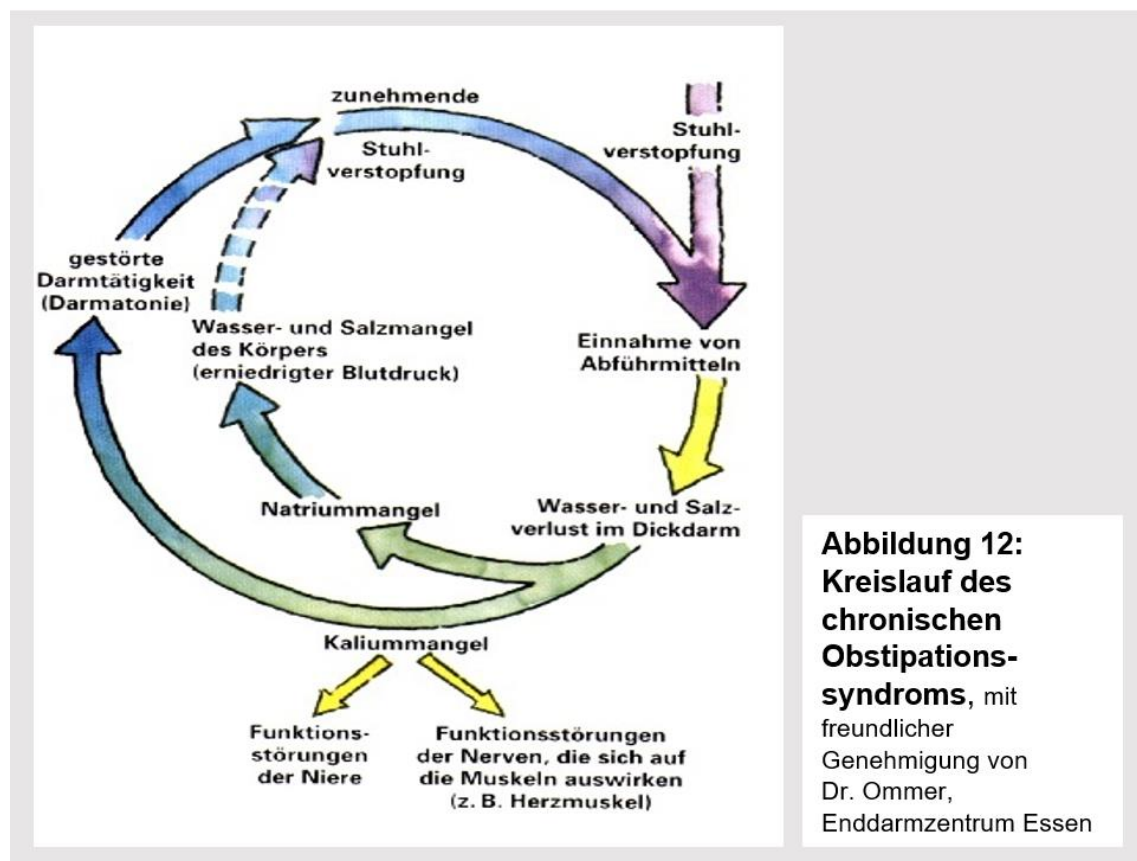 zunehmende
Stuhl-
verstopfung
Stuhl-
verstopfung
gestörte
Darmtätigkeit
(Darmatonie)
Wasser- und Salzmangel
des Körpers
(erniedrigter Blutdruck)
Einnahme von
Abführmitteln
Natriummangel
Wasser- und Salz-
verlust im Dickdarm
Kaliummangel
Funktions-
störungen
der Niere
Funktionsstörungen
der Nerven, die sich auf
die Muskeln auswirken
(z. B. Herzmuskel)
Abbildung 12:
Kreislauf des
chronischen
Obstipations-
syndroms, mit
freundlicher
Genehmigung von
Dr. Ommer,
Enddarmzentrum Essen